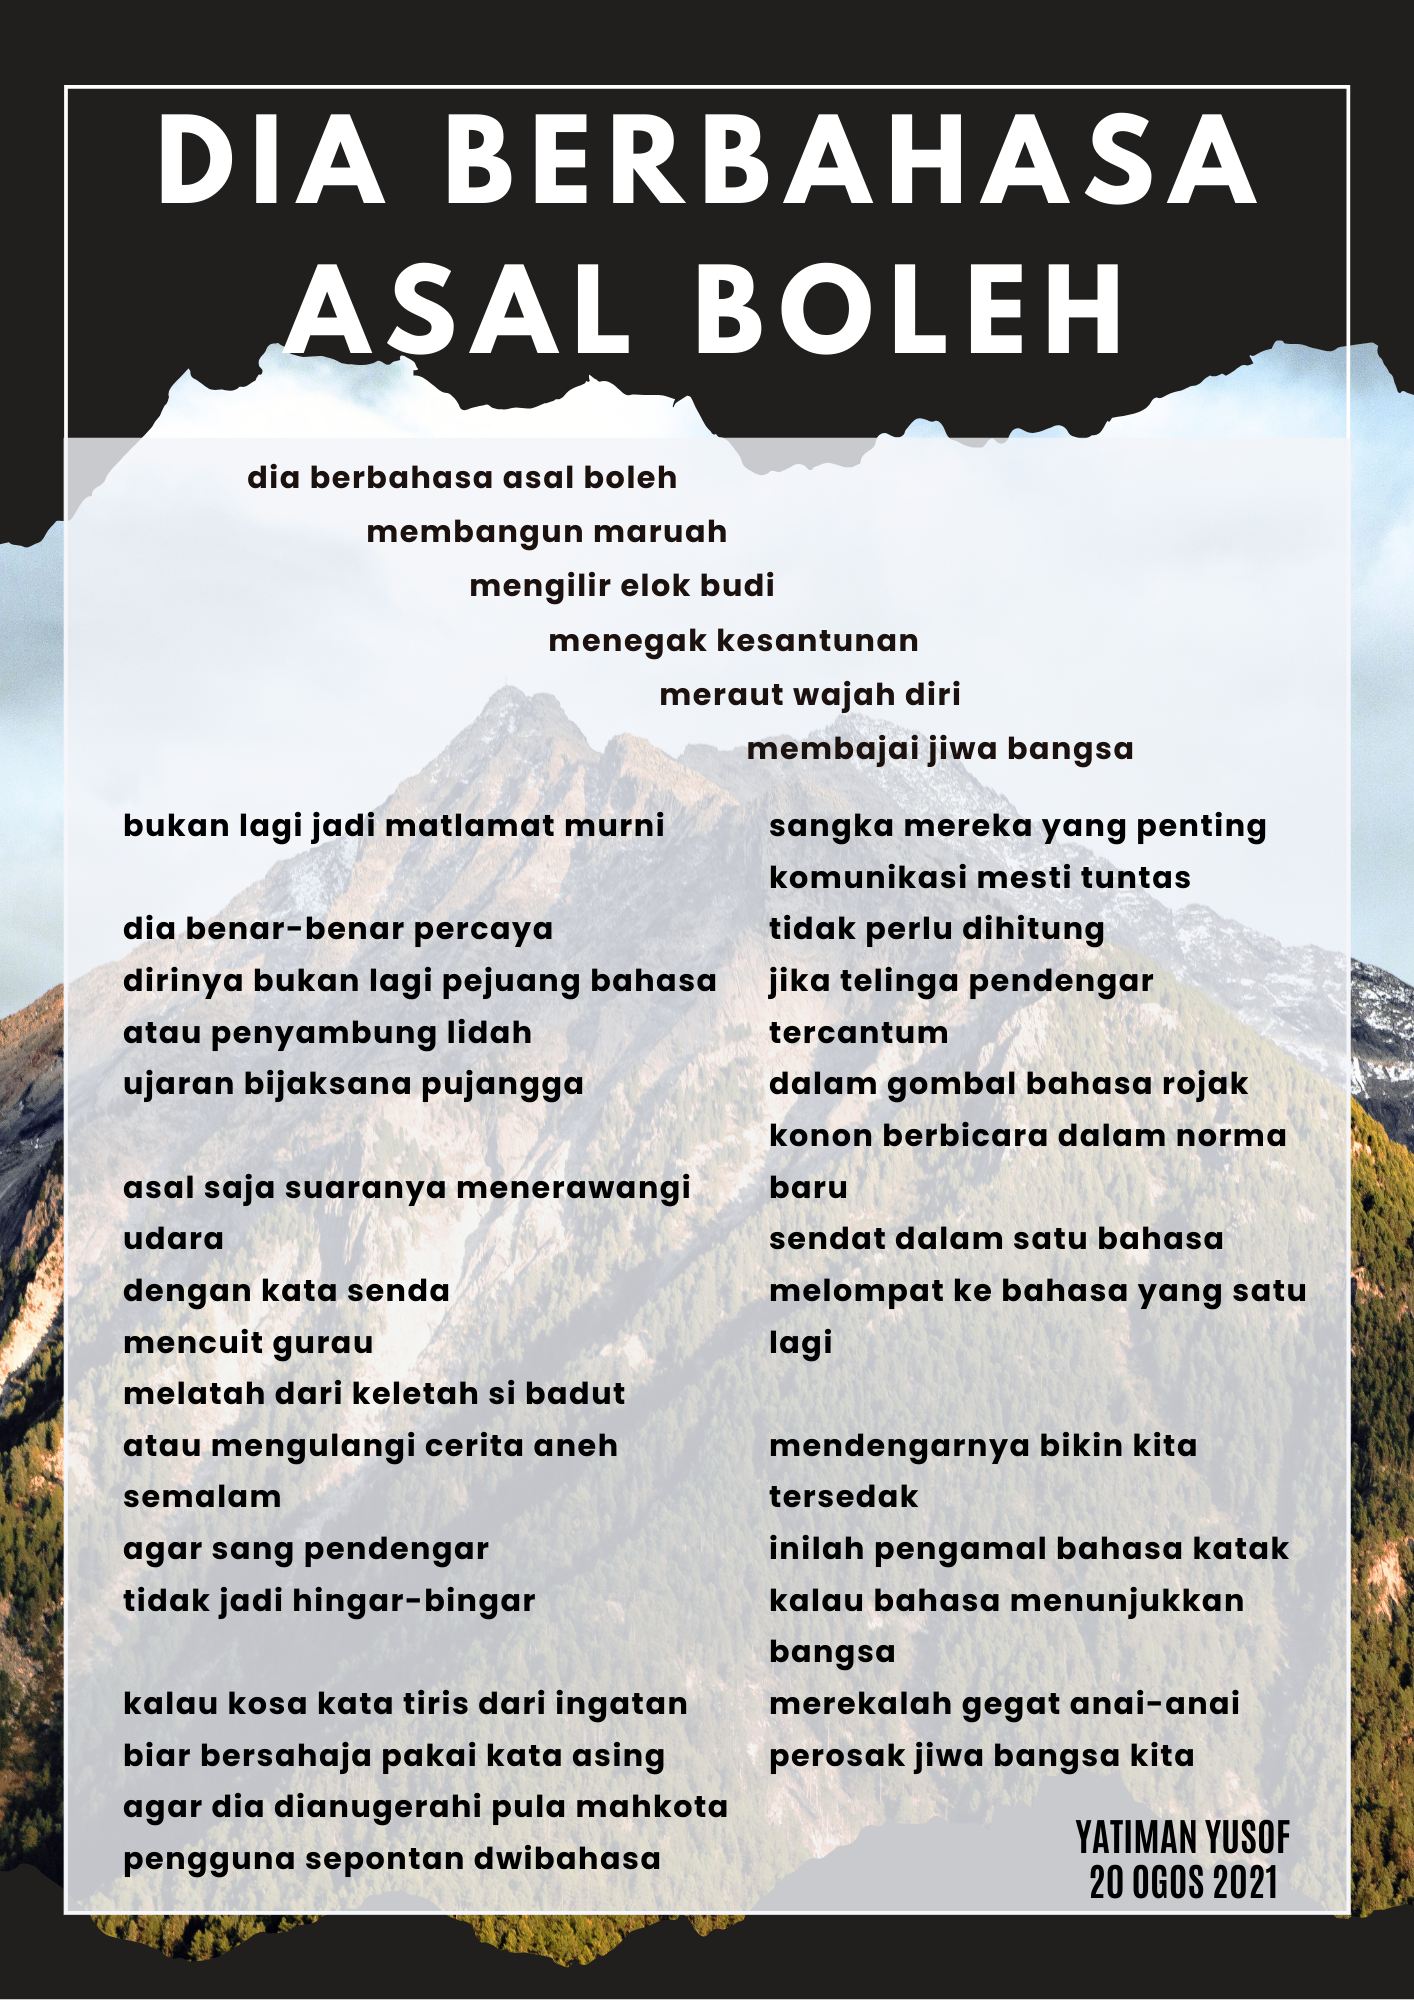 DIA BERBAHASA
ASAL BOLEH
dia berbahasa asal boleh
membangun maruah
mengilir elok budi
menegak kesantunan
meraut wajah diri
membajai jiwa bangsa
bukan lagi jadi matlamat murni
dia benar-benar percaya
dirinya bukan lagi pejuang bahasa
atau penyambung lidah
ujaran bijaksana pujangga
asal saja suaranya menerawangi
udara
dengan kata senda
mencuit gurau
melatah dari keletah si badut
atau mengulangi cerita aneh
semalam
agar sang pendengar
tidak jadi hingar-bingar
kalau kosa kata tiris dari ingatan
biar bersahaja pakai kata asing
agar dia dianugerahi pula mahkota
pengguna sepontan dwibahasa
sangka mereka yang penting
komunikasi mesti tuntas
tidak perlu dihitung
jika telinga pendengar
tercantum
dalam gombal bahasa rojak
konon berbicara dalam norma
baru
sendat dalam satu bahasa
melompat ke bahasa yang satu
lagi
mendengarnya bikin kita
tersedak
inilah pengamal bahasa katak
kalau bahasa menunjukkan
bangsa
merekalah gegat anai-anai
perosak jiwa bangsa kita
YATIMAN YUSOF
20 OGOS 2021